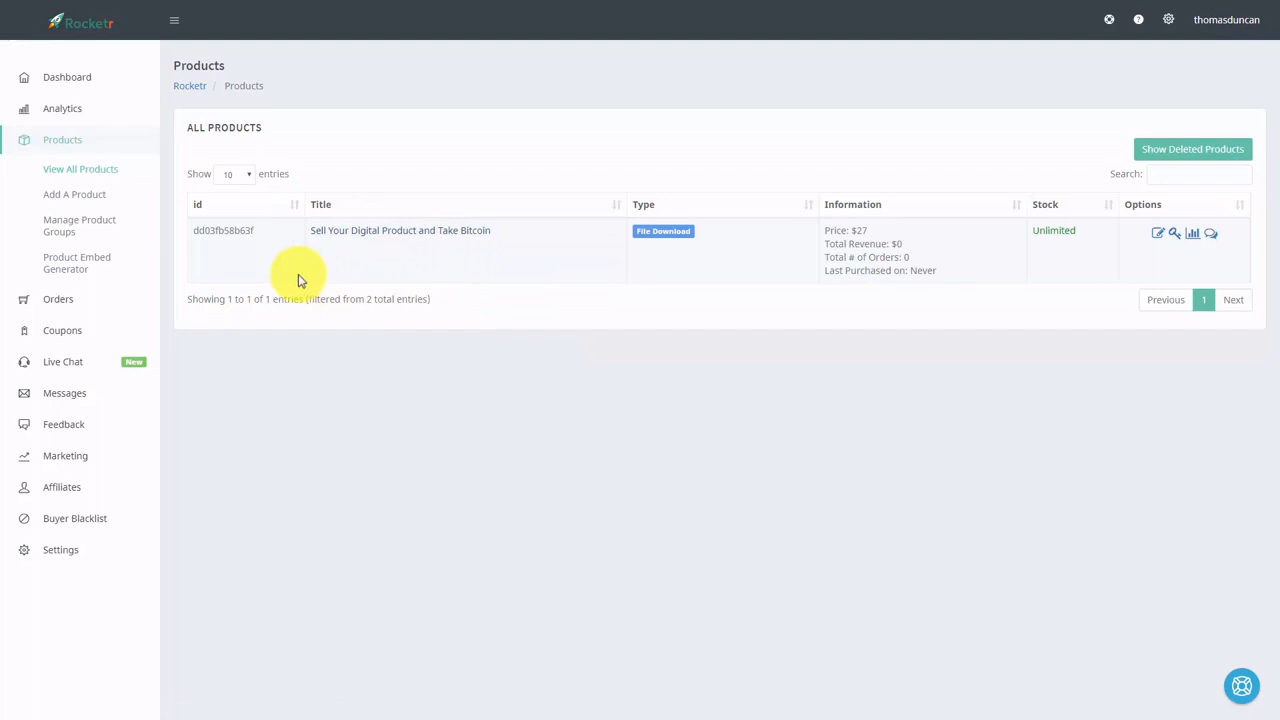 Rocketr
thomasduncan
Dashboard
Analytics
Products
View All Products
Add A Product
Manage Product
Groups
Product Embed
Generator
Orders
Coupons
Live Chat New
Messages
Feedback
Marketing
Affiliates
Buyer Blacklist
Settings
Products
Rocketr / Products
ALL PRODUCTS
Show Deleted Products
Show 10 entries
Search:
id Title Type Information Stock Options
dd03fb58b63f Sell Your Digital Product and Take Bitcoin File Download Price: $27 Unlimited
Total Revenue: $0
Total # of Orders: 0
Last Purchased on: Never
Showing 1 to 1 of 1 entries (filtered from 2 total entries)
Previous 1 Next